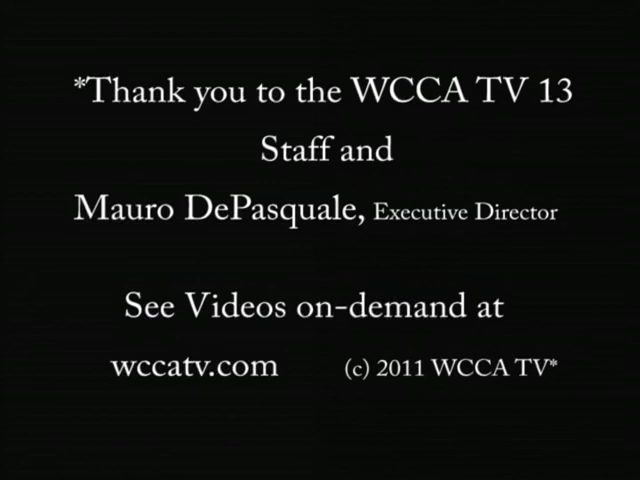 *Thank you to the WCCA TV 13
Staff and
Mauro DePasquale, Executive Director
See Videos on-demand at
wccatv.com (c) 2011 WCCA TV*